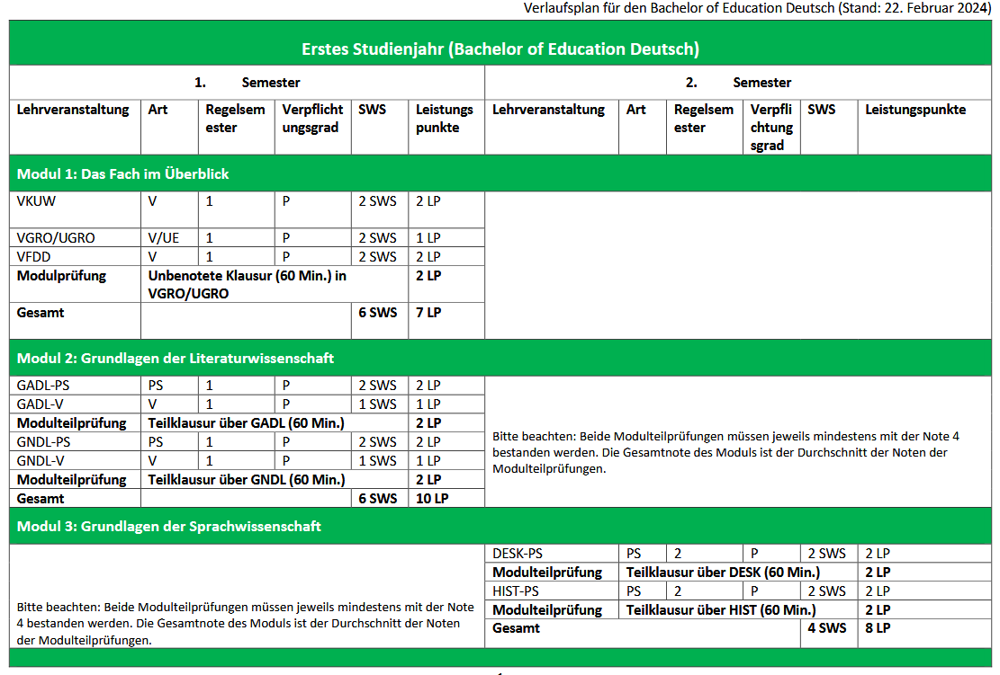 Verlaufsplan für den Bachelor of Education Deutsch (Stand: 22. Februar 2024)
Erstes Studienjahr (Bachelor of Education Deutsch)
1. Semester 2. Semester
Lehrveranstaltung Art Regelsem Verpflicht SWS Leistungs Lehrveranstaltung Art Regelsem Verpfli SWS Leistungspunkte
ester ungsgrad punkte ester chtung
sgrad
Modul 1: Das Fach im Überblick
VKUW V 1 P 2 SWS 2 LP
VGRO/UGRO V/UE 1 P 2 SWS 1 LP
VFDD V 1 P 2 SWS 2 LP
Modulprüfung Unbenotete Klausur (60 Min.) in 2 LP
VGRO/UGRO
Gesamt 6 SWS 7 LP
Modul 2: Grundlagen der Literaturwissenschaft
GADL-PS PS 1 P 2 SWS 2 LP
GADL-V V 1 P 1 SWS 1 LP
Modulteilprüfung Teilklausur über GADL (60 Min.) 2 LP
GNDL-PS PS 1 P 2 SWS 2 LP
GNDL-V V 1 P 1 SWS 1 LP
Modulteilprüfung Teilklausur über GNDL (60 Min.) 2 LP
Gesamt 6 SWS 10 LP
Bitte beachten: Beide Modulteilprüfungen müssen jeweils mindestens mit der Note 4
bestanden werden. Die Gesamtnote des Moduls ist der Durchschnitt der Noten der
Modulteilprüfungen.
Modul 3: Grundlagen der Sprachwissenschaft
Bitte beachten: Beide Modulteilprüfungen müssen jeweils mindestens mit der Note
4 bestanden werden. Die Gesamtnote des Moduls ist der Durchschnitt der Noten
der Modulteilprüfungen.
DESK-PS PS 2 P 2 SWS 2 LP
Modulteilprüfung Teilklausur über DESK (60 Min.) 2 LP
HIST-PS PS 2 P 2 SWS 2 LP
Modulteilprüfung Teilklausur über HIST (60 Min.) 2 LP
Gesamt 4 SWS 8 LP